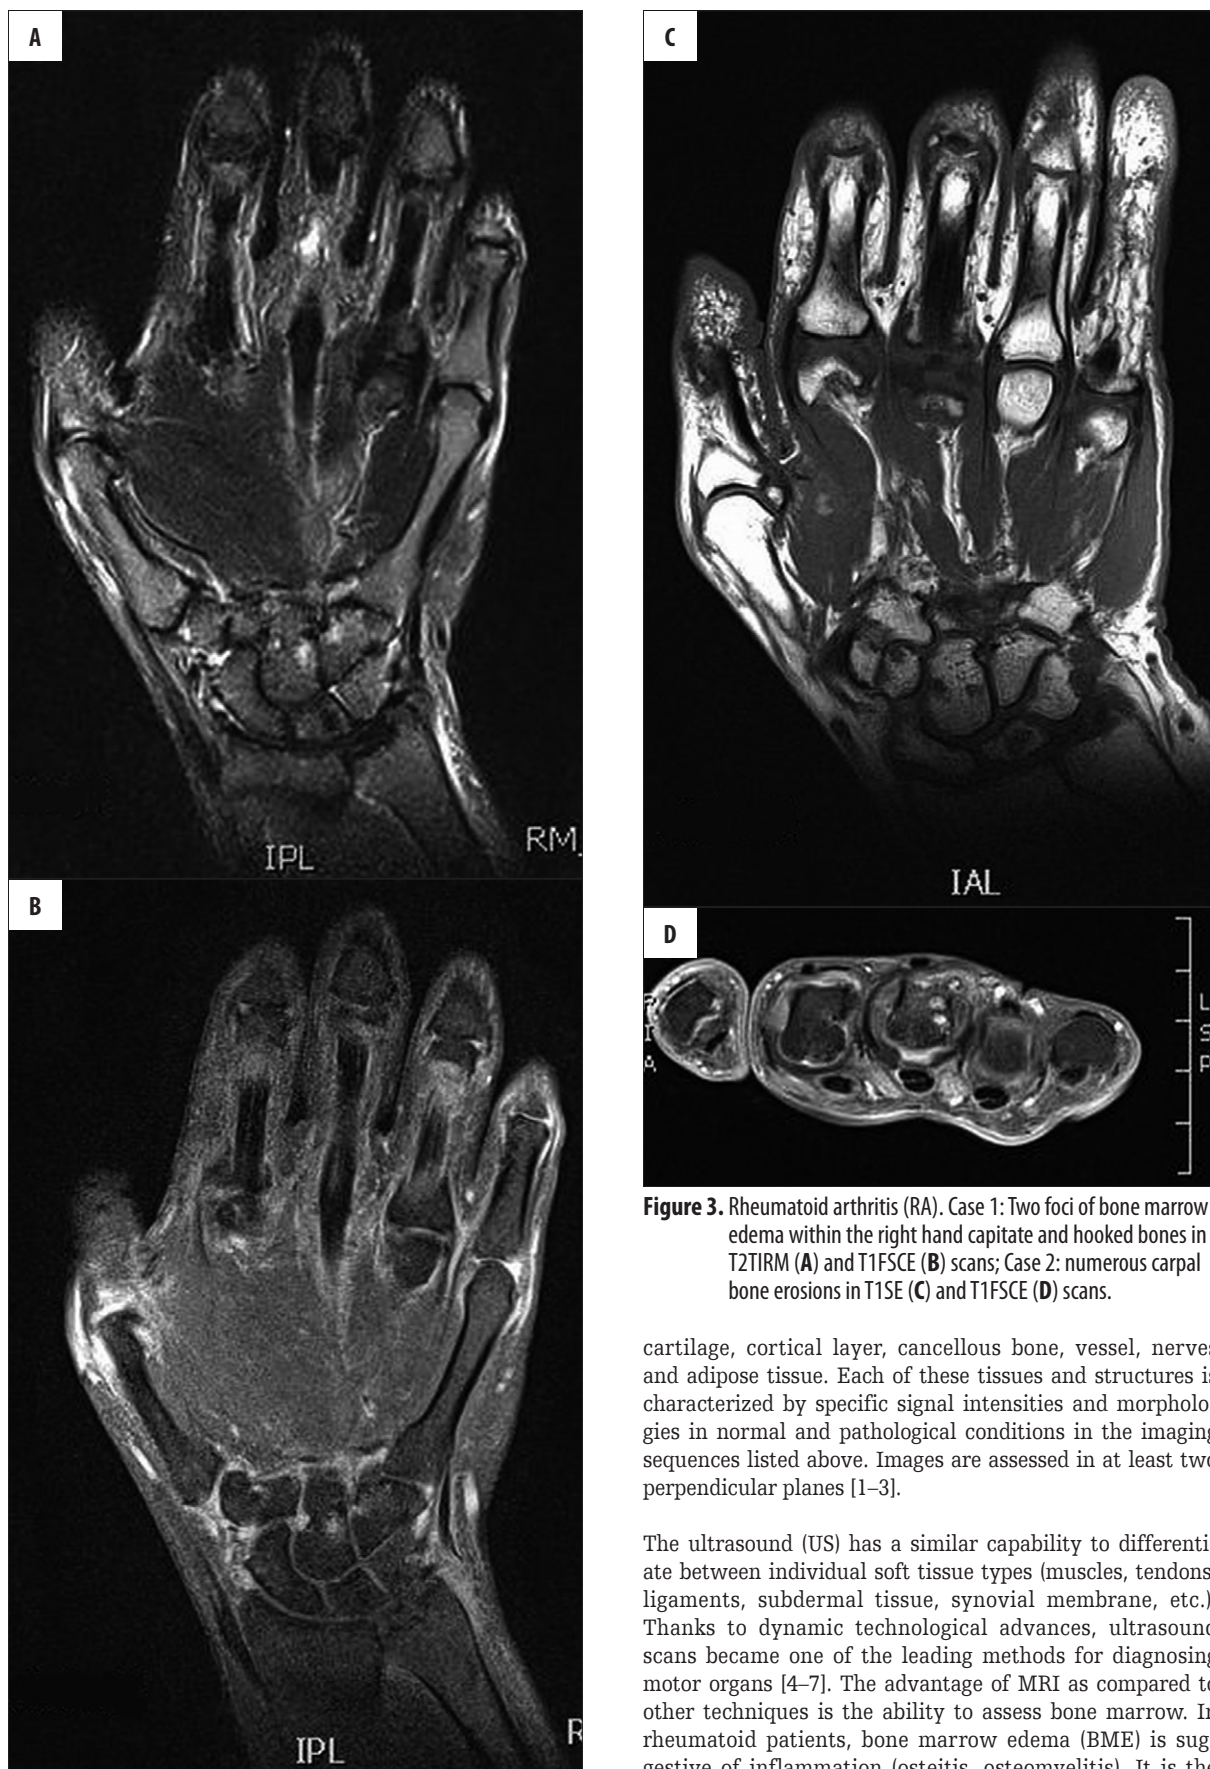 A
IPL
RM
B
IPL
R
C
IAL
D
R
I
A
L
S
P
Figure 3. Rheumatoid arthritis (RA). Case 1: Two foci of bone marrow
edema within the right hand capitate and hooked bones in
T2TIRM (A) and T1FSCE (B) scans; Case 2: numerous carpal
bone erosions in T1SE (C) and T1FSCE (D) scans.
cartilage, cortical layer, cancellous bone, vessel, nerves
and adipose tissue. Each of these tissues and structures is
characterized by specific signal intensities and morpholo
gies in normal and pathological conditions in the imaging
sequences listed above. Images are assessed in at least two
perpendicular planes [1–3].
The ultrasound (US) has a similar capability to differenti
ate between individual soft tissue types (muscles, tendons
ligaments, subdermal tissue, synovial membrane, etc.)
Thanks to dynamic technological advances, ultrasound
scans became one of the leading methods for diagnosing
motor organs [4–7]. The advantage of MRI as compared to
other techniques is the ability to assess bone marrow. In
rheumatoid patients, bone marrow edema (BME) is sug
gestive of inflammation (osteitis, osteomyelitis). It is the